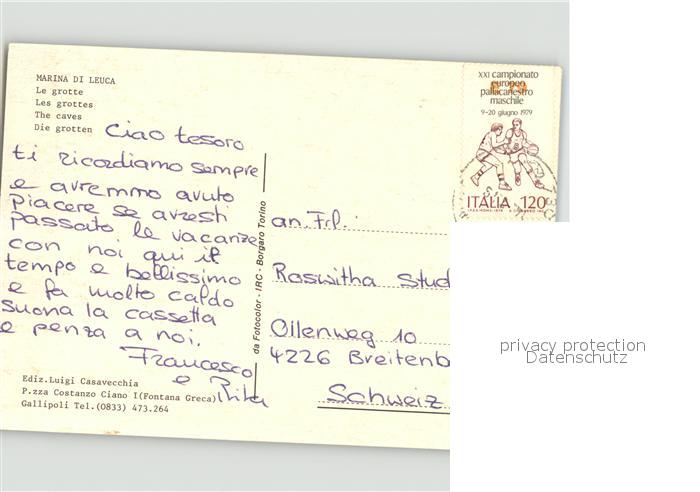 MARINA DI LEUCA
Le grotte
Les grottes
The caves
Die grotten
Ciao tesoro
ti ricordiamo sempre
e avremmo avuto
piacere se avresti
passato le vacanze
con noi qui il
tempo e bellissimo
e fa molto caldo
suona la cassetta
e penza a noi.
Francesco
e Rita
Ediz.Luigi Casavecchia
P.zza Costanzo Ciano I(Fontana Greca)
Gallipoli Tel.(0833) 473.264
da Fotocolor - IRC - Borgaro Torino
XXI campionato
europeo
pallacanestro
maschile
9-20 giugno 1979
ITALIA 120
an. Frl.
Roswitha Stud
Ollenweg 10
4226 Breitenb
Schweiz
privacy protection
Datenschutz